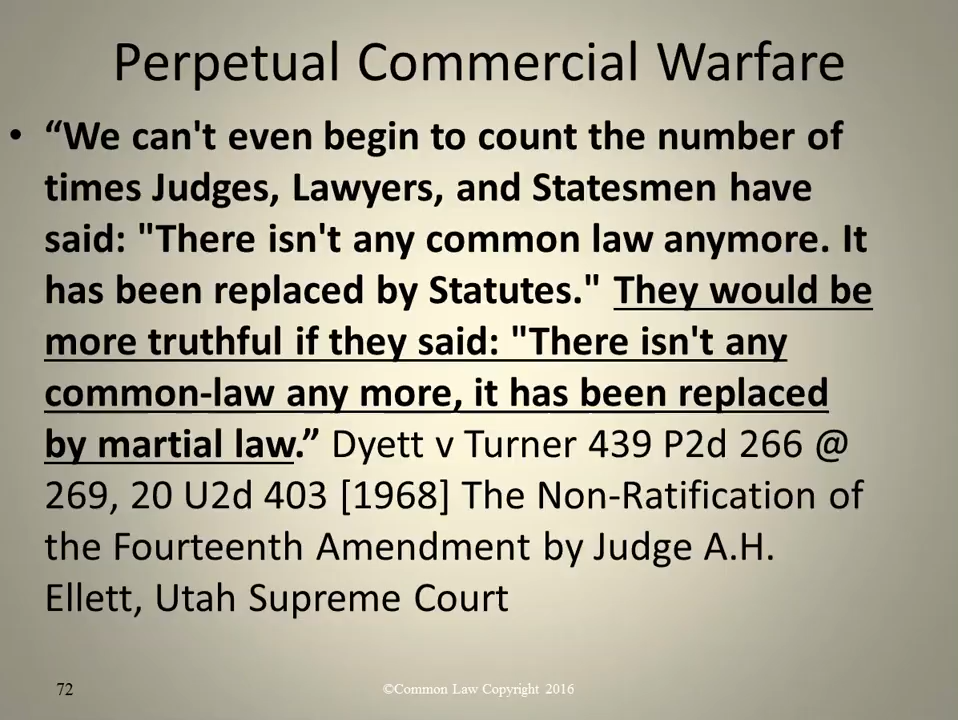 Perpetual Commercial Warfare
• “We can't even begin to count the number of
times Judges, Lawyers, and Statesmen have
said: "There isn't any common law anymore. It
has been replaced by Statutes." They would be
more truthful if they said: "There isn't any
common-law any more, it has been replaced
by martial law.” Dyett v Turner 439 P2d 266 @
269, 20 U2d 403 [1968] The Non-Ratification of
the Fourteenth Amendment by Judge A.H.
Ellett, Utah Supreme Court
72
©Common Law Copyright 2016